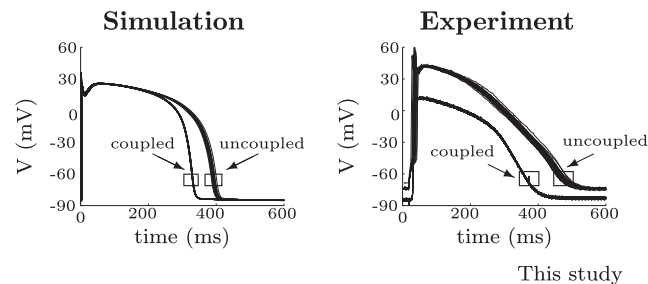 Simulation
60
30
0
-30
-60
-90
V (mV)
coupled
uncoupled
0
200
400
600
time (ms)
Experiment
60
30
0
-30
-60
-90
V (mV)
coupled
uncoupled
0
200
400
600
time (ms)
This study